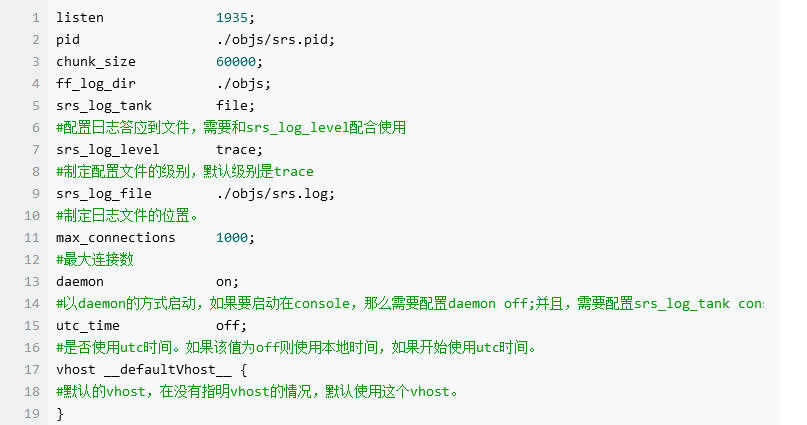 1 listen 1935;
2 pid ./objs/srs.pid;
3 chunk_size 60000;
4 ff_log_dir ./objs;
5 srs_log_tank file;
6 #配置日志答应到文件，需要和srs_log_level配合使用
7 srs_log_level trace;
8 #制定配置文件的级别，默认级别是trace
9 srs_log_file ./objs/srs.log;
10 #制定日志文件的位置。
11 max_connections 1000;
12 #最大连接数
13 daemon on;
14 #以daemon的方式启动，如果要启动在console，那么需要配置daemon off;并且，需要配置srs_log_tank cons
15 utc_time off;
16 #是否使用utc时间。如果该值为off则使用本地时间，如果开始使用utc时间。
17 vhost __defaultVhost__ {
18 #默认的vhost，在没有指明vhost的情况，默认使用这个vhost。
19 }